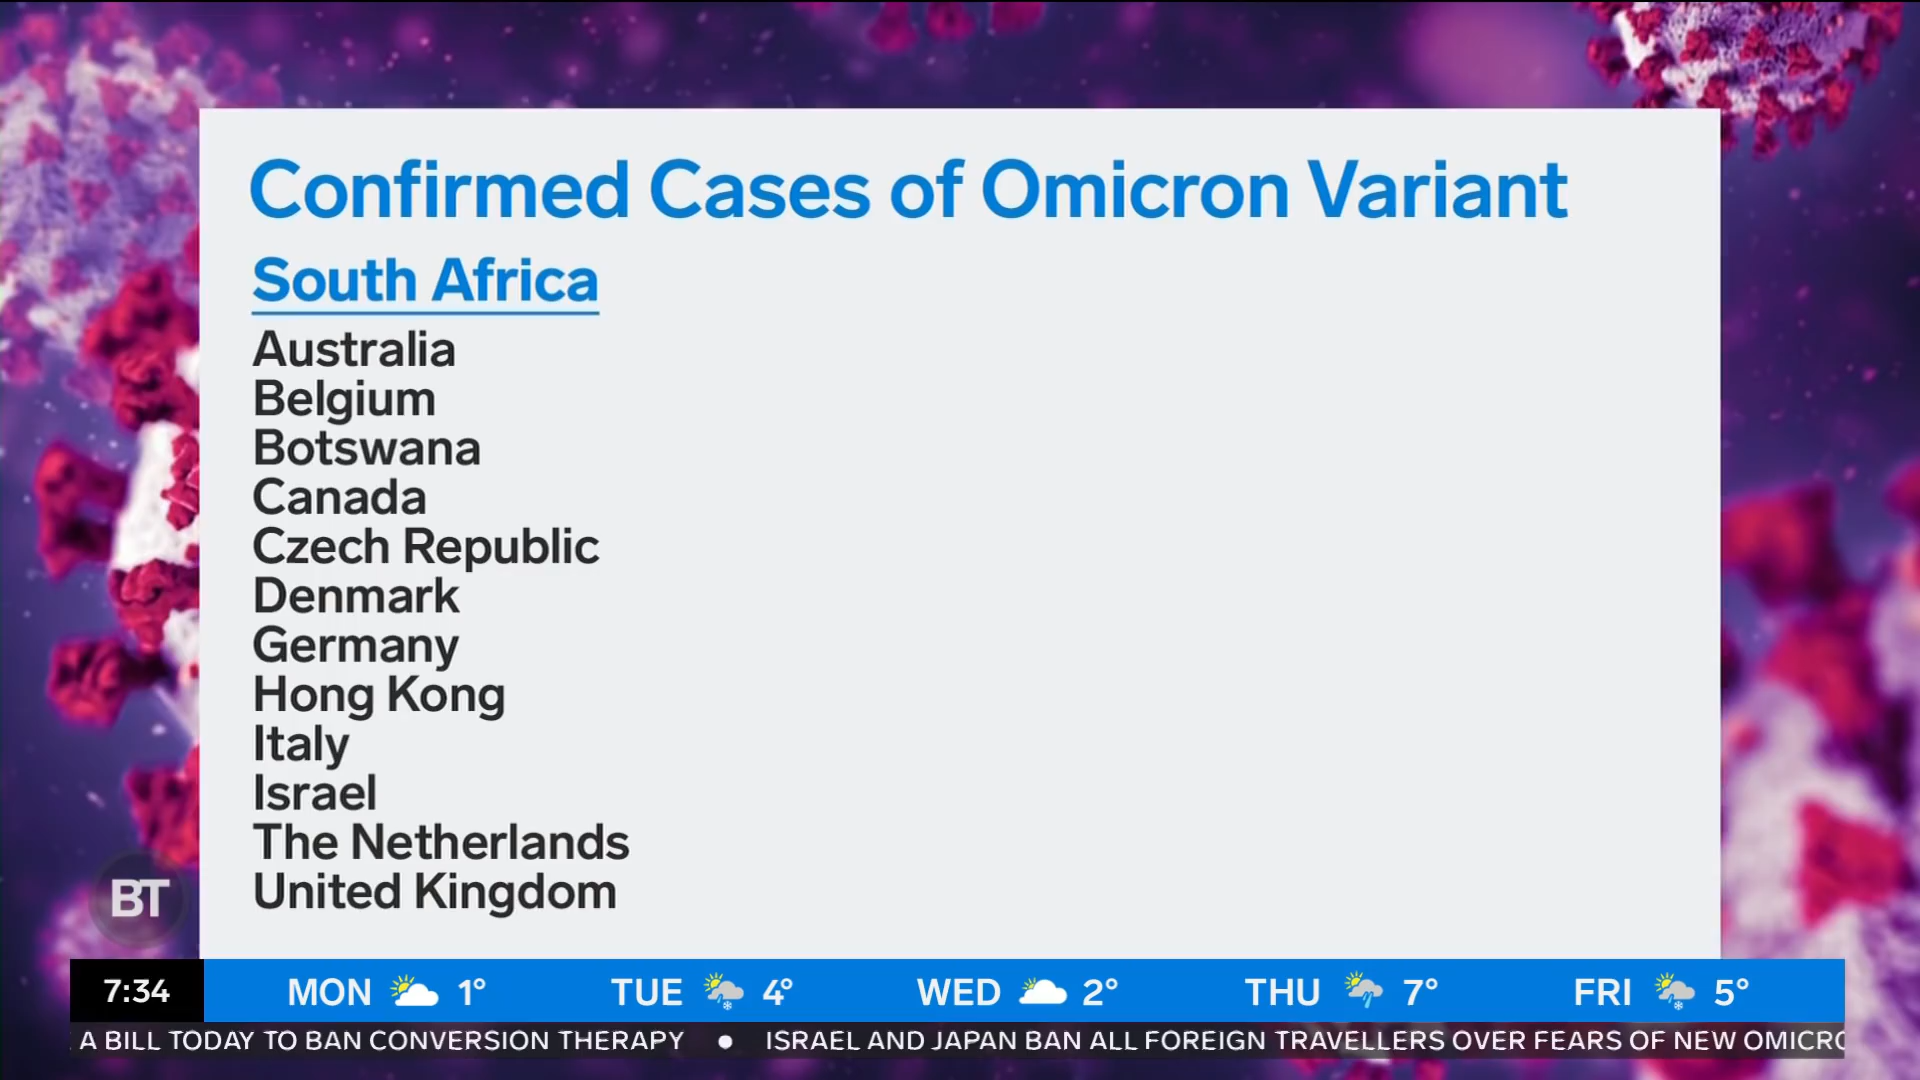 Confirmed Cases of Omicron Variant
South Africa
Australia
Belgium
Botswana
Canada
Czech Republic
Denmark
Germany
Hong Kong
Italy
Israel
The Netherlands
United Kingdom
BT
7:34 MON 1° TUE 4° WED 2° THU 7° FRI 5°
A BILL TODAY TO BAN CONVERSION THERAPY ● ISRAEL AND JAPAN BAN ALL FOREIGN TRAVELLERS OVER FEARS OF NEW OMICRO